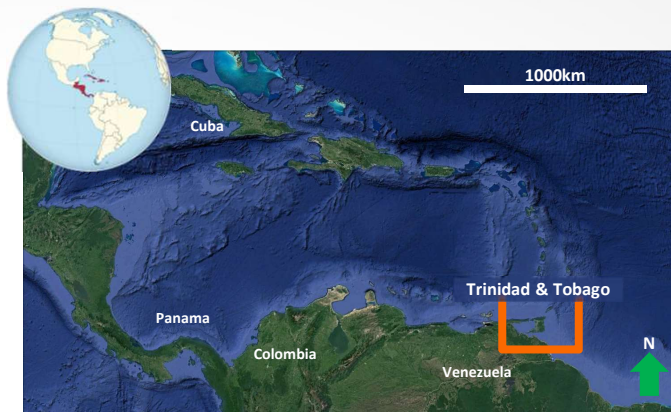 1000km
Cuba
Trinidad & Tobago
Panama
N
Colombia
Venezuela